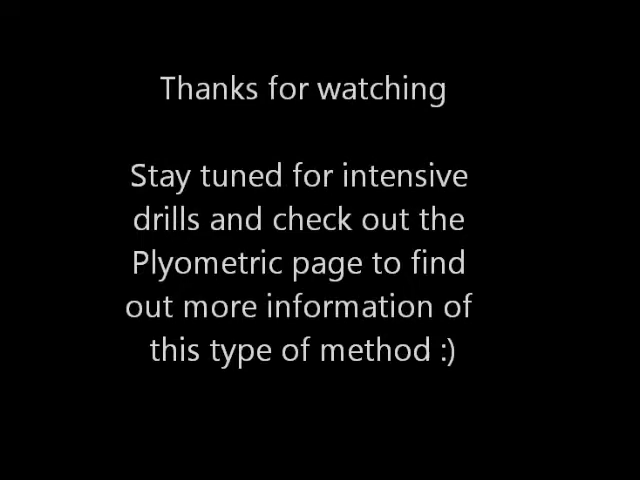 Thanks for watching
Stay tuned for intensive
drills and check out the
Plyometric page to find
out more information of
this type of method :)